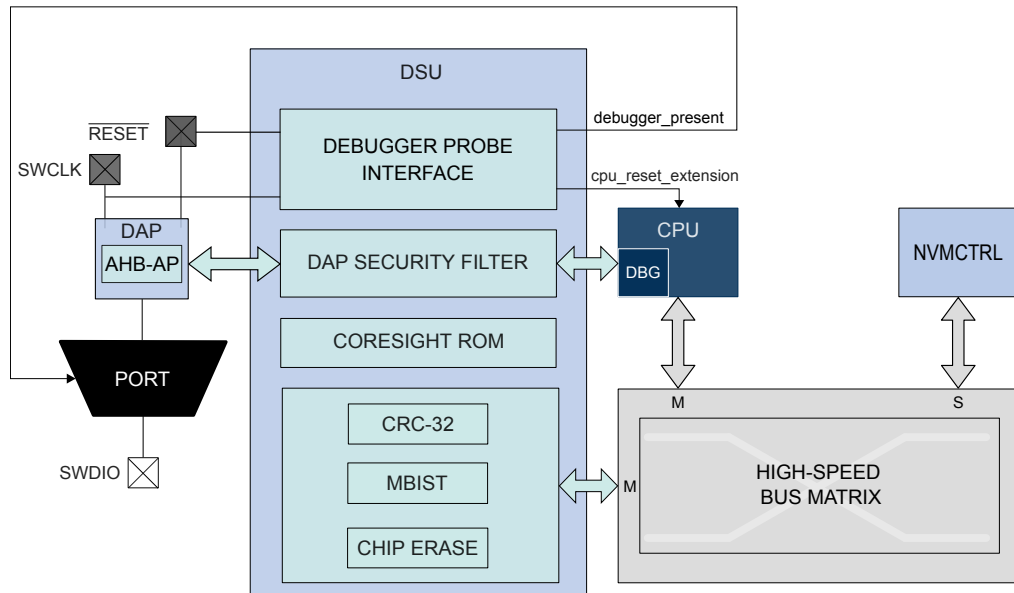 DSU
debugger_present
RESET
DEBUGGER PROBE
INTERFACE
SWCLK
cpu_reset_extension
DAP
AHB-AP
DAP SECURITY FILTER
CPU
DBG
NVMCTRL
CORESIGHT ROM
PORT
M
S
CRC-32
SWDIO
MBIST
M
HIGH-SPEED
BUS MATRIX
CHIP ERASE